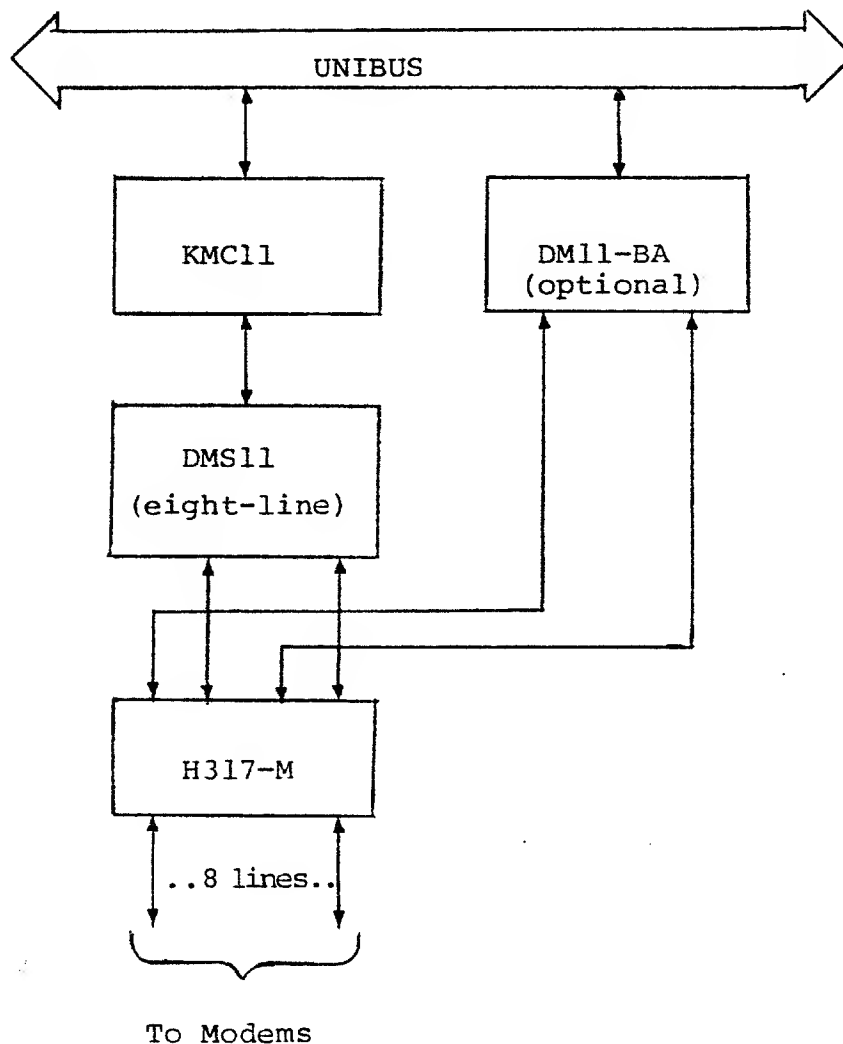 UNIBUS
KMC11
DM11-BA
(optional)
DMS11
(eight-line)
H317-M
..8 lines..
To Modems